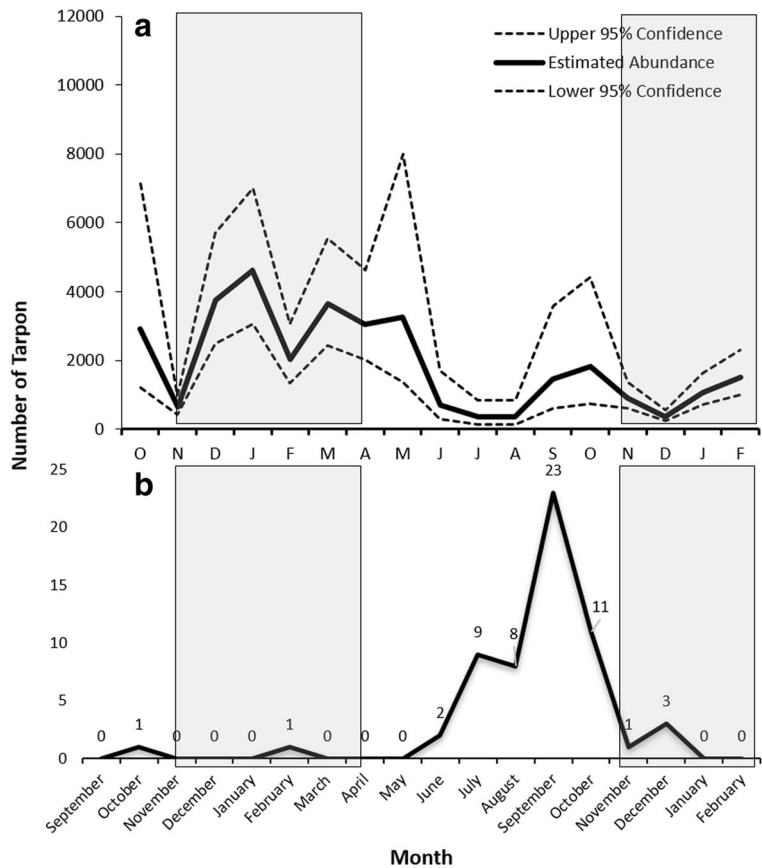 a
12000
10000
8000
6000
4000
2000
0
Upper 95% Confidence
Estimated Abundance
Lower 95% Confidence
O N D J F M A M J J A S O N D J F
Number of Tarpon
b
25
20
15
10
5
0
0 1 0 0 0 1 0 0 0 2 9 8 23 11 1 3 0 0
September October November December January February March April May June July August September October November December January February
Month